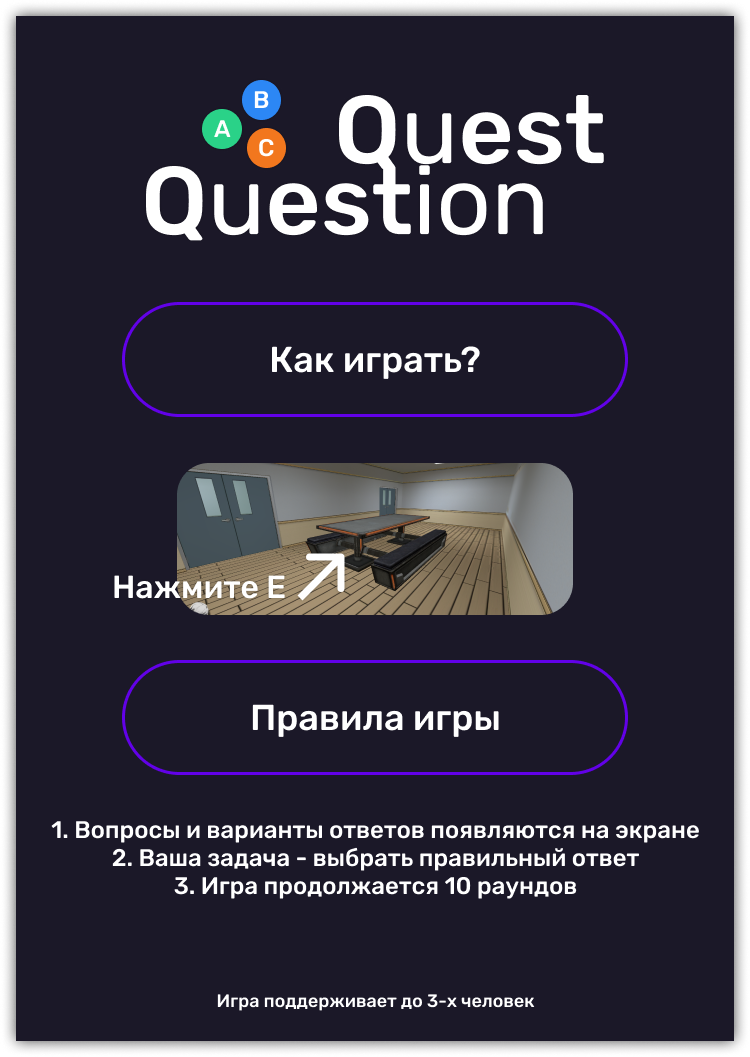 B
A
C
Quest
Question
Как играть?
Нажмите E
Правила игры
1. Вопросы и варианты ответов появляются на экране
2. Ваша задача - выбрать правильный ответ
3. Игра продолжается 10 раундов
Игра поддерживает до 3-х человек